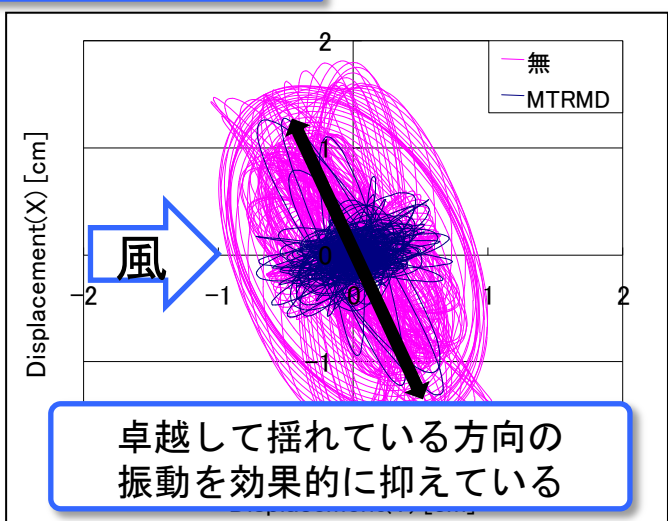 2
無
MTRMD
1
Displacement(X) [cm]
風
0
-2
-1
0
1
2
-1
卓越して揺れている方向の
振動を効果的に抑えている